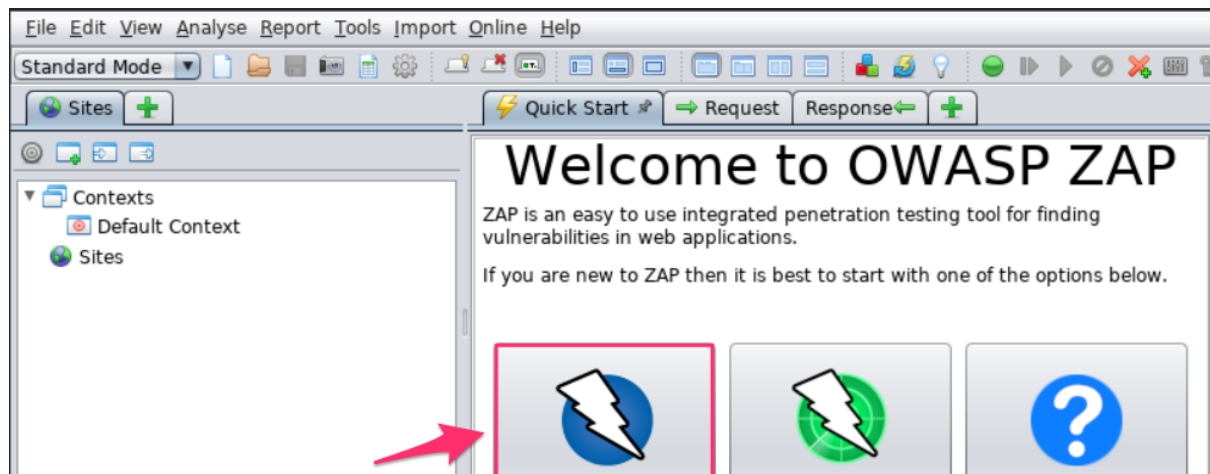 File Edit View Analyse Report Tools Import Online Help
Standard Mode
Sites
Quick Start Request Response
Welcome to OWASP ZAP
Contexts
Default Context
Sites
ZAP is an easy to use integrated penetration testing tool for finding
vulnerabilities in web applications.
If you are new to ZAP then it is best to start with one of the options below.